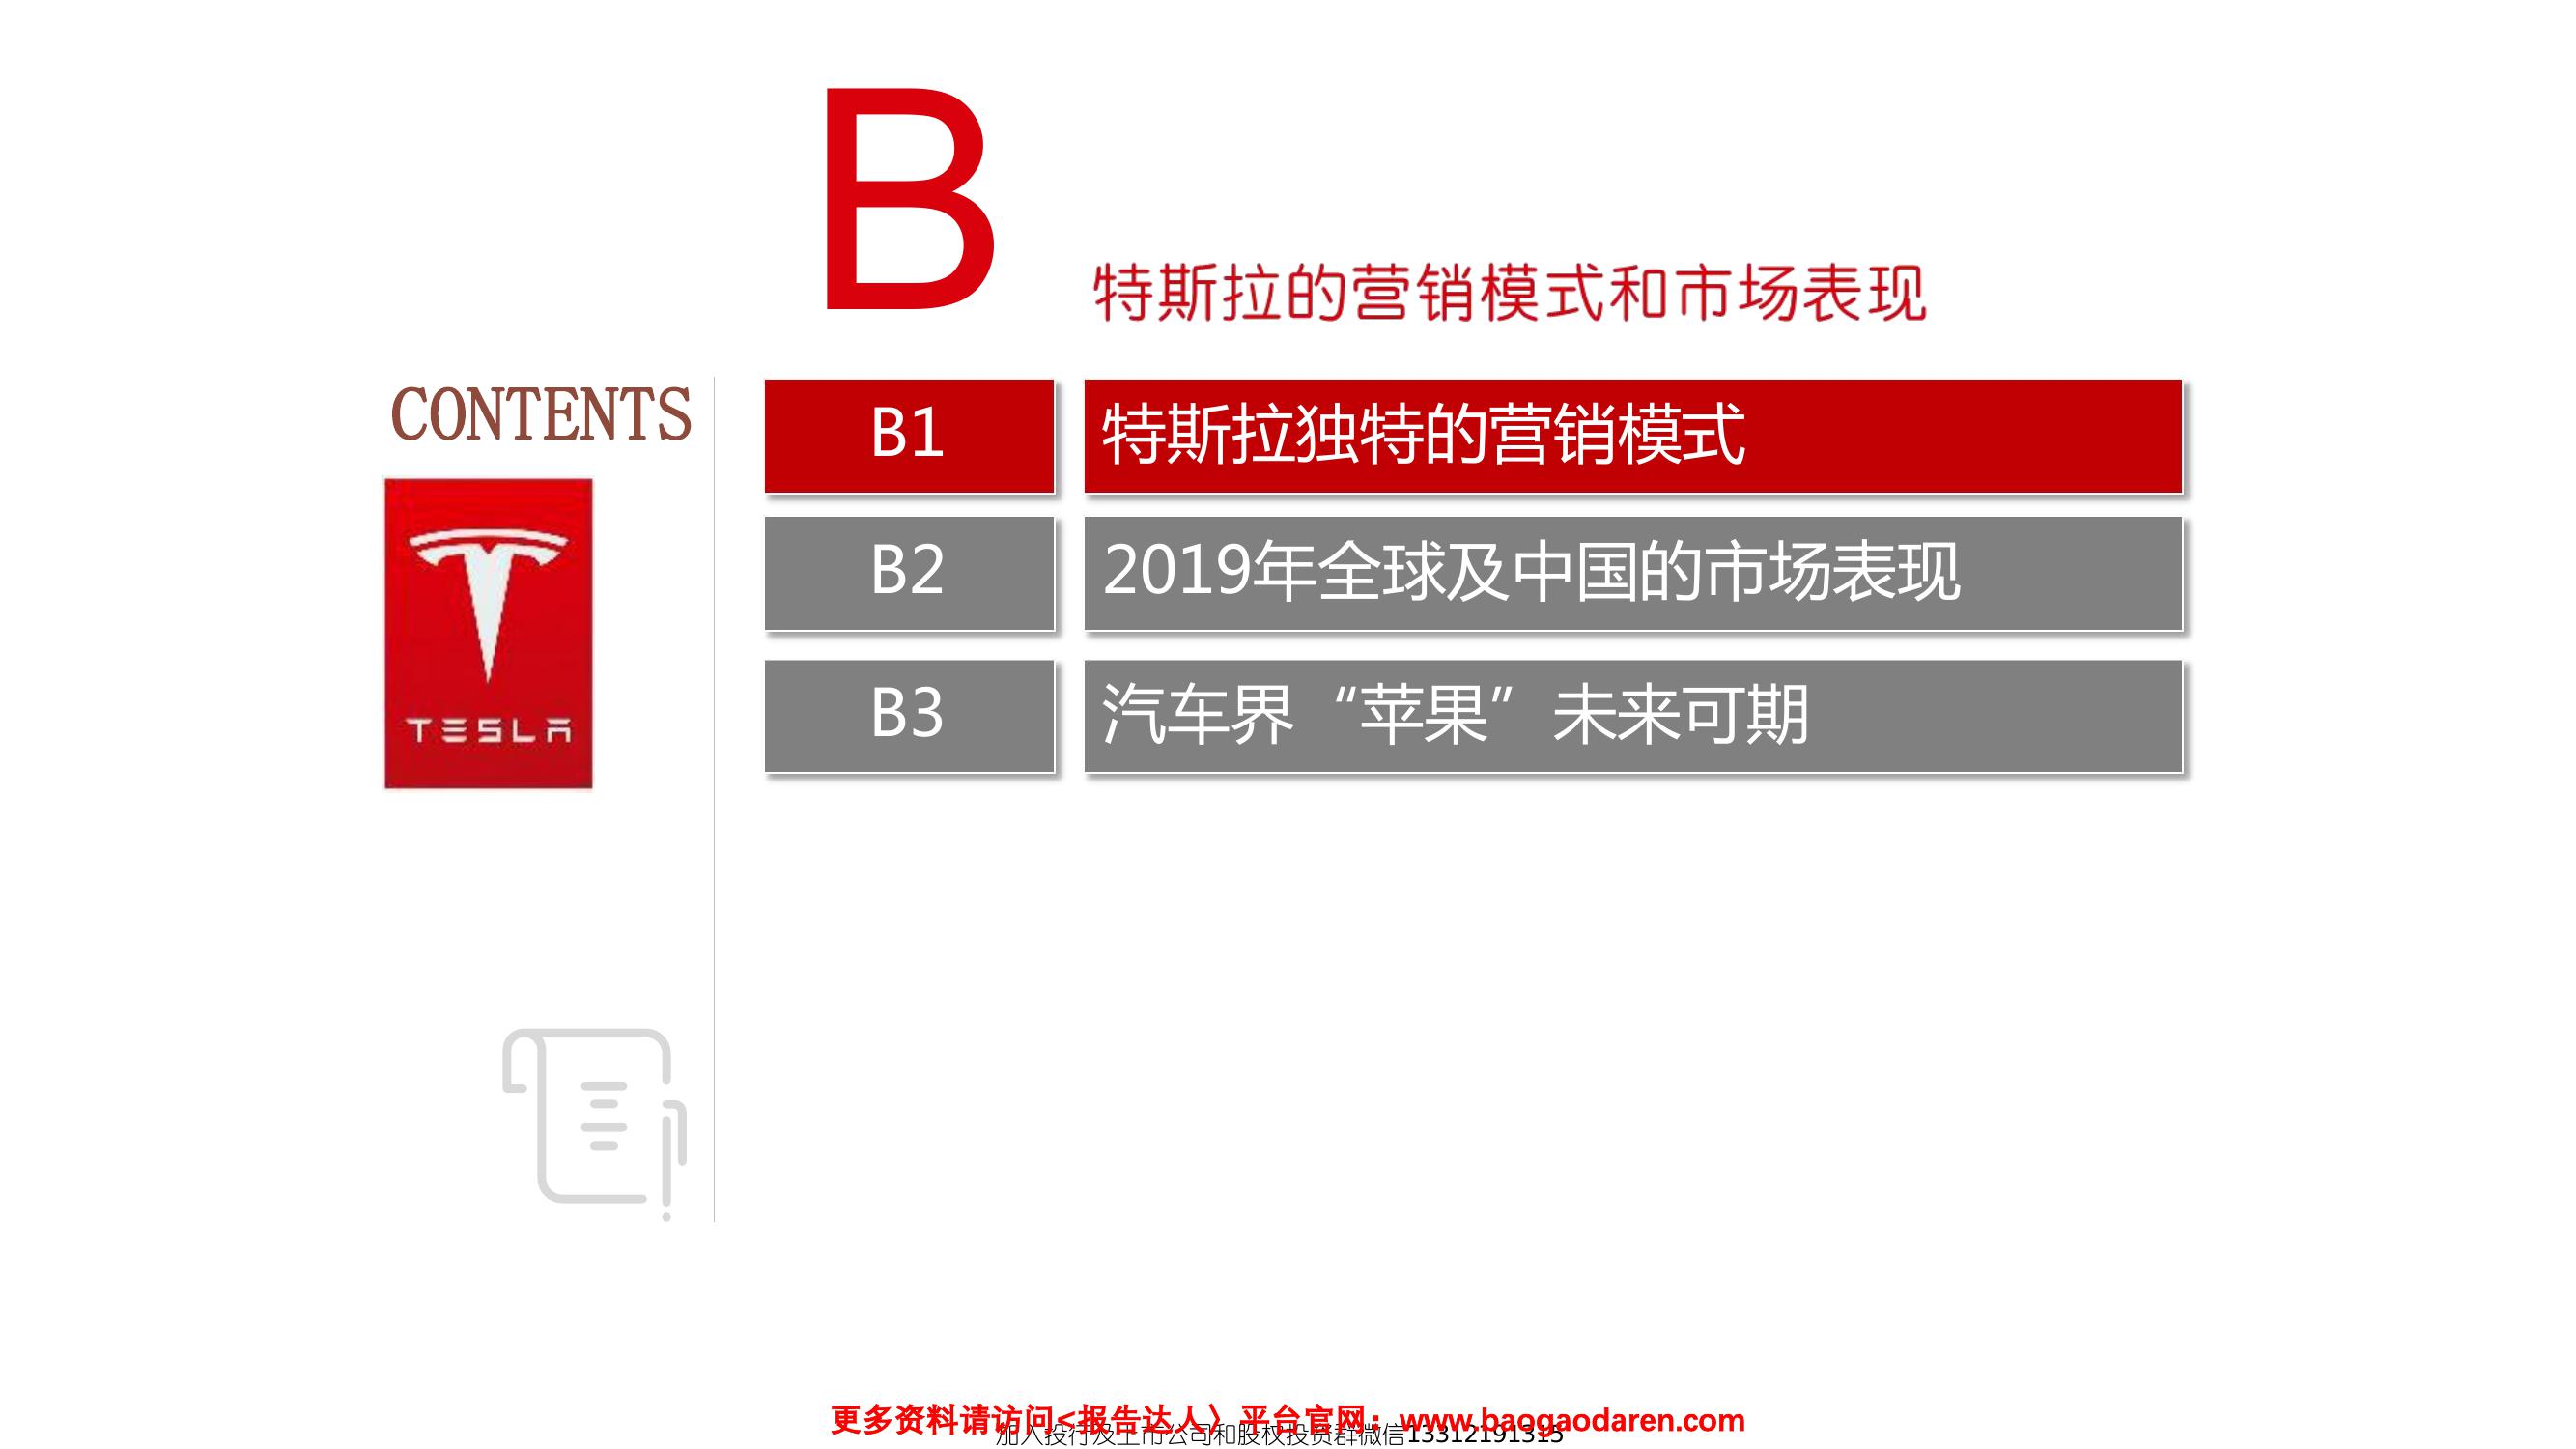 B
特斯拉的营销模式和市场表现
CONTENTS
TESLA
B1 特斯拉独特的营销模式
B2 2019年全球及中国的市场表现
B3 汽车界“苹果”未来可期
更多资料请访问<报告达人〉平台官网：www.baogaodaren.com
加入投行及上市公司和股权投资群微信13312191315